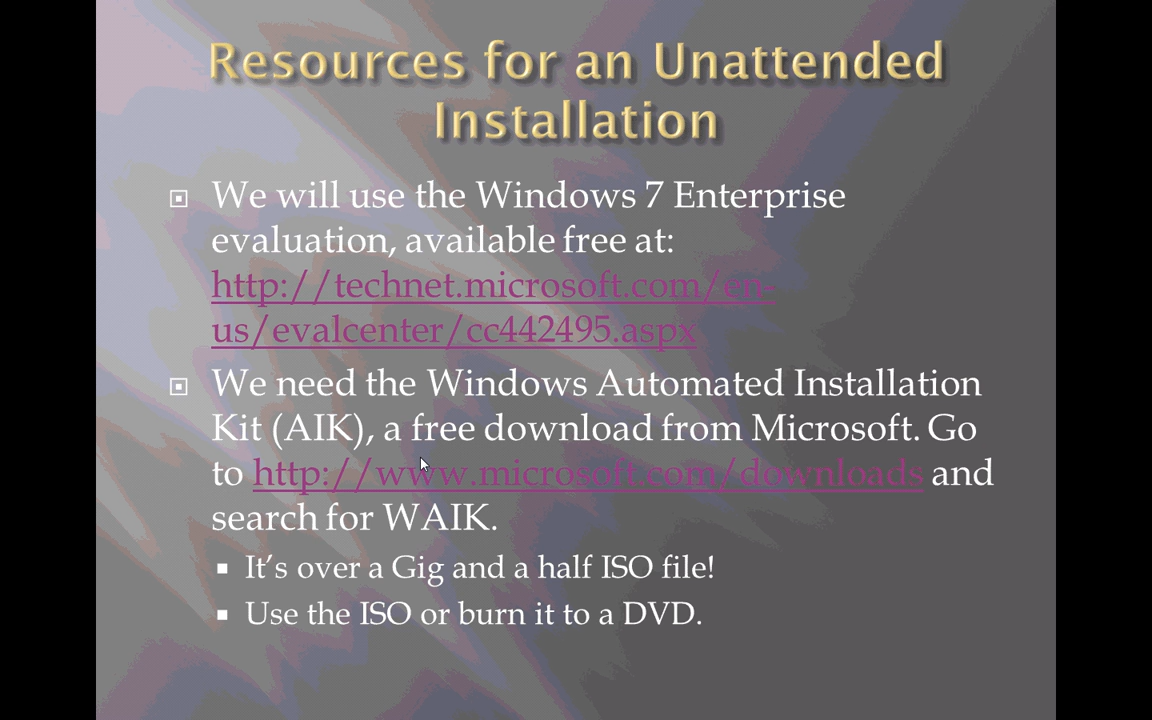 Resources for an Unattended
Installation
We will use the Windows 7 Enterprise
evaluation, available free at:
http://technet.microsoft.com/en-
us/evalcenter/cc442495.aspx
We need the Windows Automated Installation
Kit (AIK), a free download from Microsoft. Go
to http://www.microsoft.com/downloads and
search for WAIK.
It’s over a Gig and a half ISO file!
Use the ISO or burn it to a DVD.